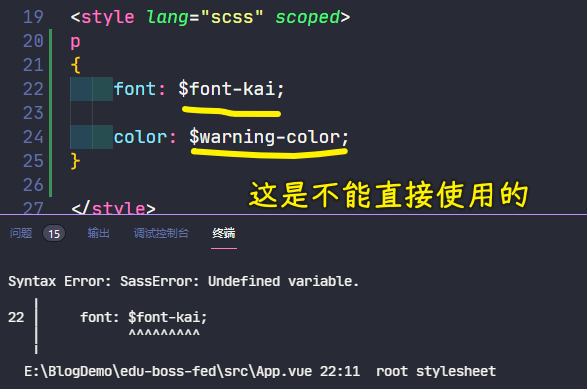 19 <style lang="scss" scoped>
20 p
21 {
22 font: $font-kai;
23
24 color: $warning-color;
25 }
26
27 </style>
这是不能直接使用的
问题 15 输出 调试控制台 终端
Syntax Error: SassError: Undefined variable.
22 │ font: $font-kai;
│ ^^^^^^^^^
E:\BlogDemo\edu-boss-fed\src\App.vue 22:11 root stylesheet